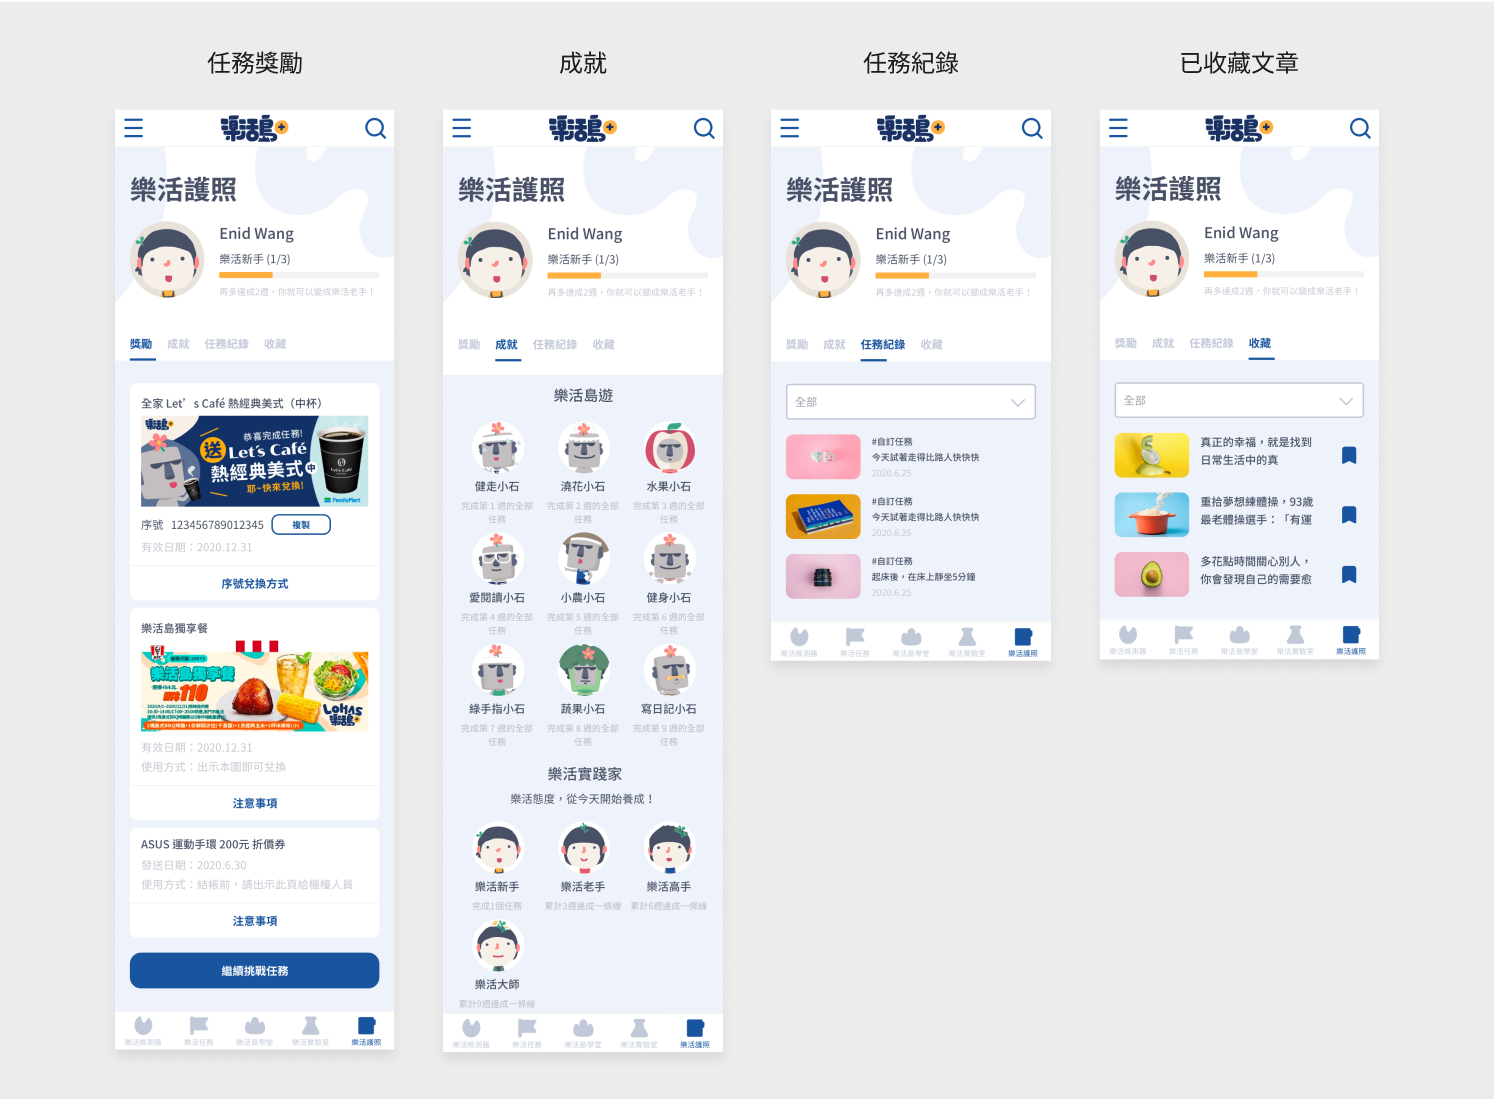 任務獎勵
樂活島
樂活護照
Enid Wang
樂活新手 (1/3)
再多達成2週，你就可以變成樂活老手！
獎勵 成就 任務紀錄 收藏
全家 Let’s Café 熱經典美式（中杯）
樂活島
恭喜完成任務!
送 Let's Café
熱經典美式 中
耶~快來兌換!
Let's Café
FamilyMart
序號 123456789012345 複製
有效日期：2020.12.31
序號兌換方式
樂活島獨享餐
KFC
樂活島獨享餐
110
LOHAS
樂活島
有效日期：2020.12.31
使用方式：出示本圖即可兌換
注意事項
ASUS 運動手環 200元 折價券
發送日期：2020.6.30
使用方式：結帳前，請出示此頁給櫃檯人員
注意事項
繼續挑戰任務
樂活檢測器 樂活任務 樂活島學堂 樂活實驗室 樂活護照
成就
樂活島
樂活護照
Enid Wang
樂活新手 (1/3)
再多達成2週，你就可以變成樂活老手！
獎勵 成就 任務紀錄 收藏
樂活島遊
健走小石 澆花小石 水果小石
完成第 1 週的全部 完成第 2 週的全部 完成第 3 週的全部
任務 任務 任務
愛閱讀小石 小農小石 健身小石
完成第 4 週的全部 完成第 5 週的全部 完成第 6 週的全部
任務 任務 任務
綠手指小石 蔬果小石 寫日記小石
完成第 7 週的全部 完成第 8 週的全部 完成第 9 週的全部
任務 任務 任務
樂活實踐家
樂活態度，從今天開始養成！
樂活新手 樂活老手 樂活高手
完成1個任務 累計3週連成一條線 累計6週連成一條線
樂活大師
累計9週連成一條線
樂活檢測器 樂活任務 樂活島學堂 樂活實驗室 樂活護照
任務紀錄
樂活島
樂活護照
Enid Wang
樂活新手 (1/3)
再多達成2週，你就可以變成樂活老手！
獎勵 成就 任務紀錄 收藏
全部
#自訂任務
今天試著走得比路人快快快
2020.6.25
#自訂任務
今天試著走得比路人快快快
2020.6.25
#自訂任務
起床後，在床上靜坐5分鐘
2020.6.25
樂活檢測器 樂活任務 樂活島學堂 樂活實驗室 樂活護照
已收藏文章
樂活島
樂活護照
Enid Wang
樂活新手 (1/3)
再多達成2週，你就可以變成樂活老手！
獎勵 成就 任務紀錄 收藏
全部
真正的幸福，就是找到
日常生活中的真
重拾夢想練體操，93歲
最老體操選手：「有運
多花點時間關心別人，
你會發現自己的需要愈
樂活檢測器 樂活任務 樂活島學堂 樂活實驗室 樂活護照